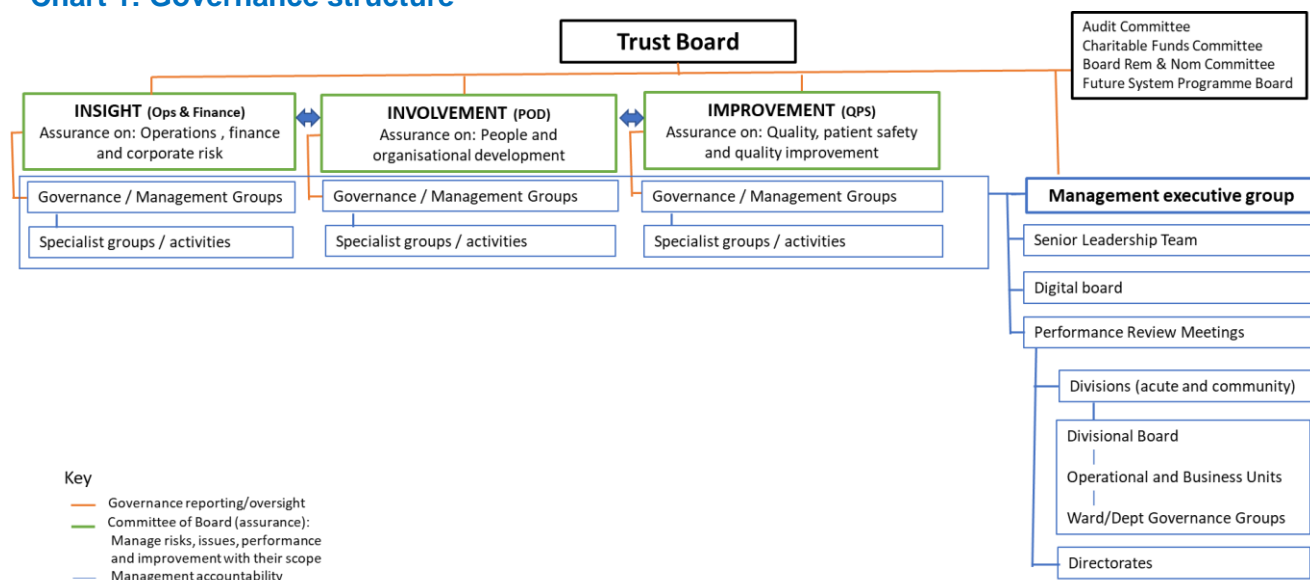 Chart 1: Governance structure
Trust Board
Audit Committee
Charitable Funds Committee
Board Rem & Nom Committee
Future System Programme Board
INSIGHT (Ops & Finance)
Assurance on: Operations , finance
and corporate risk
INVOLVEMENT (POD)
Assurance on: People and
organisational development
IMPROVEMENT (QPS)
Assurance on: Quality, patient safety
and quality improvement
Governance / Management Groups
Specialist groups / activities
Governance / Management Groups
Specialist groups / activities
Governance / Management Groups
Specialist groups / activities
Management executive group
Senior Leadership Team
Digital board
Performance Review Meetings
Divisions (acute and community)
Divisional Board
Operational and Business Units
Ward/Dept Governance Groups
Directorates
Key
Governance reporting/oversight
Committee of Board (assurance):
Manage risks, issues, performance
and improvement with their scope
Management accountability